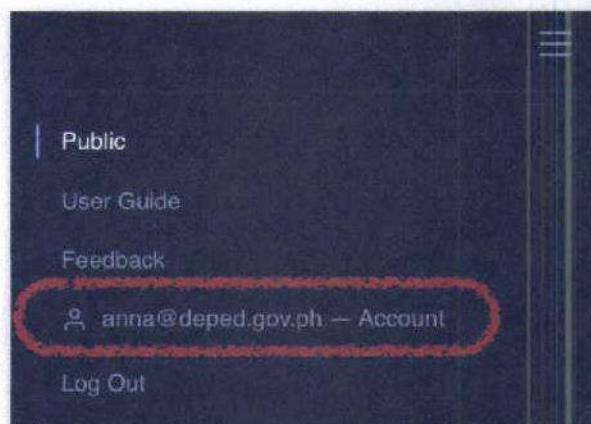 Public
User Guide
Feedback
anna@deped.gov.ph — Account
Log Out